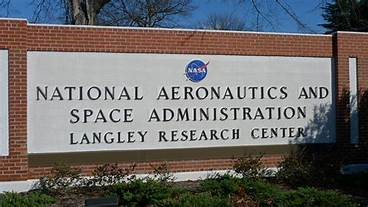 NASA
NATIONAL AERONAUTICS AND
SPACE ADMINISTRATION
LANGLEY RESEARCH CENTER